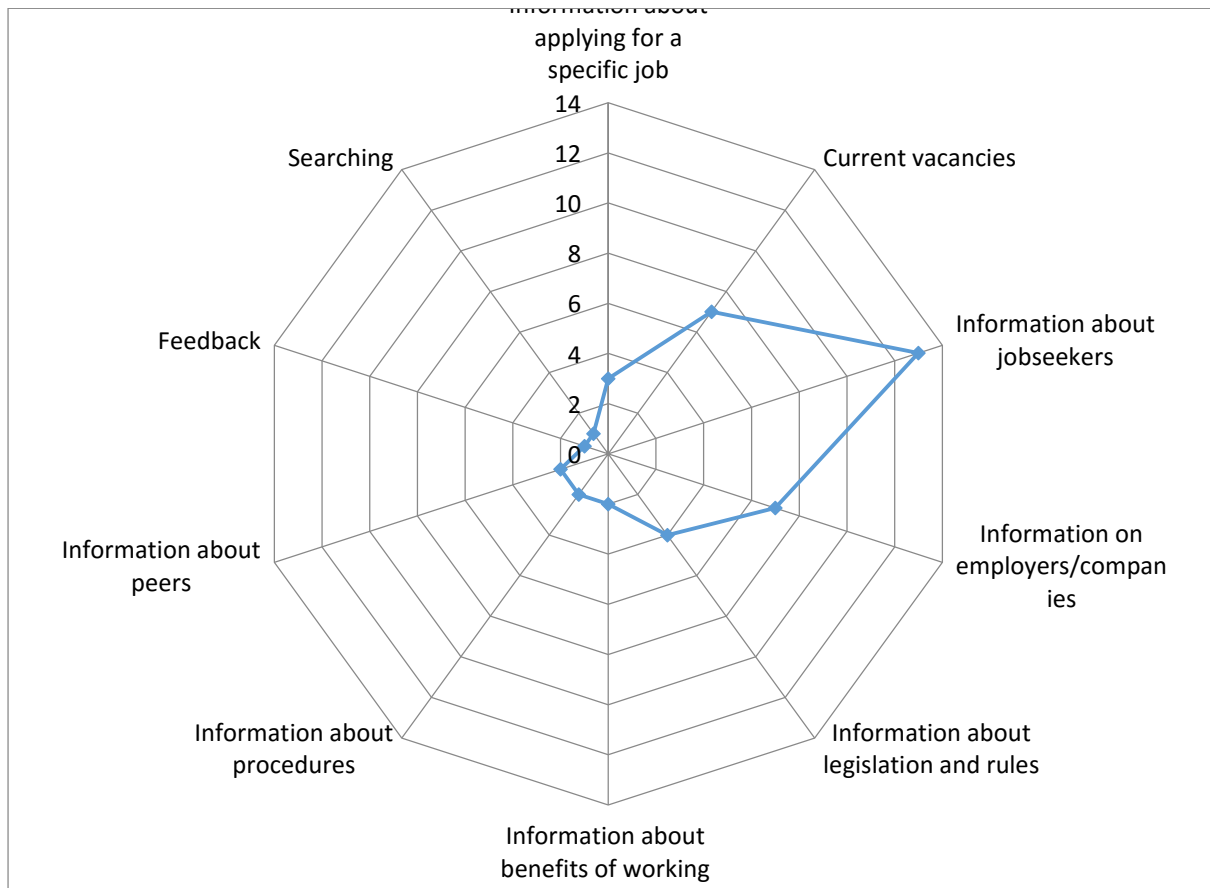 Information about
applying for a
specific job
14
12
10
8
6
4
2
0
Current vacancies
Information about
jobseekers
Information on
employers/compan
ies
Information about
legislation and rules
Information about
benefits of working
Information about
procedures
Information about
peers
Feedback
Searching